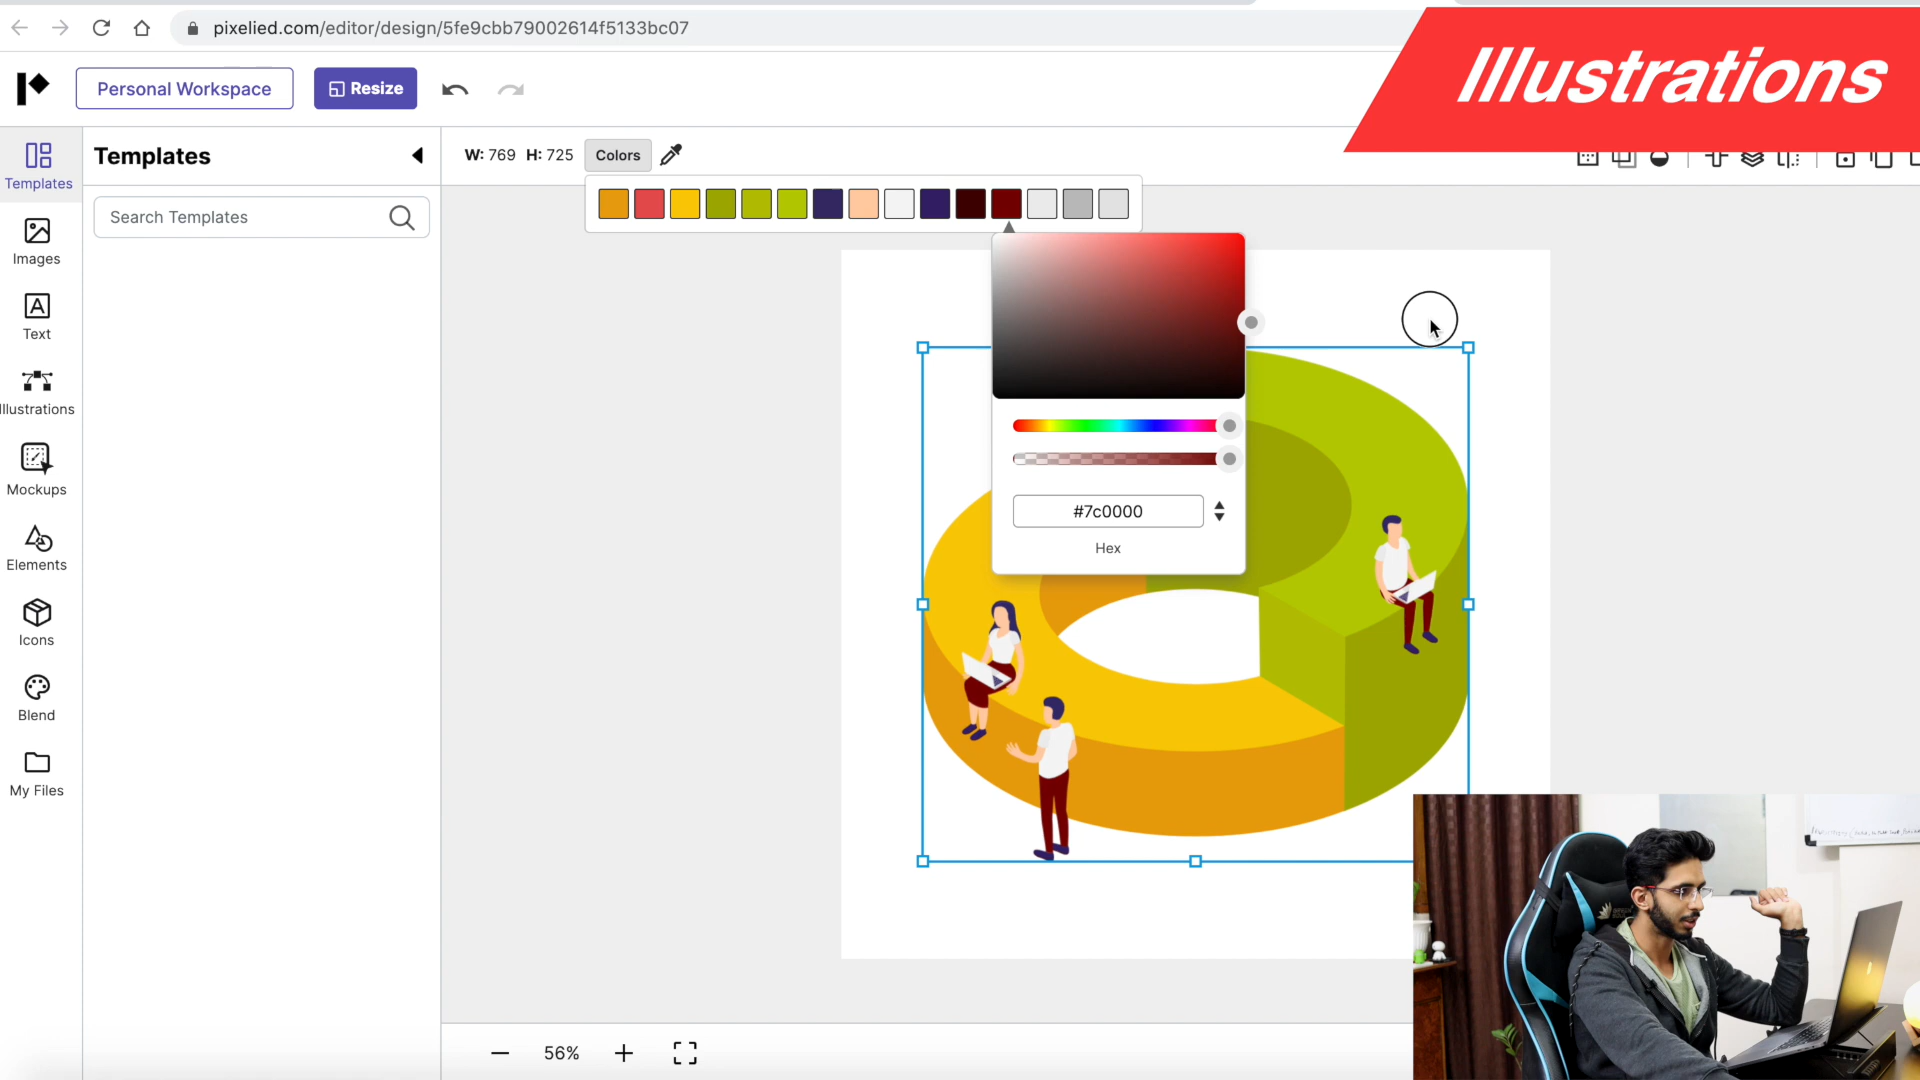 pixelied.com/editor/design/5fe9cbb79002614f5133bc07
Illustrations
Personal Workspace
Resize
Templates
Templates
W: 769 H: 725
Colors
Search Templates
Images
Text
Illustrations
Mockups
Elements
Icons
Blend
My Files
#7c0000
Hex
56%